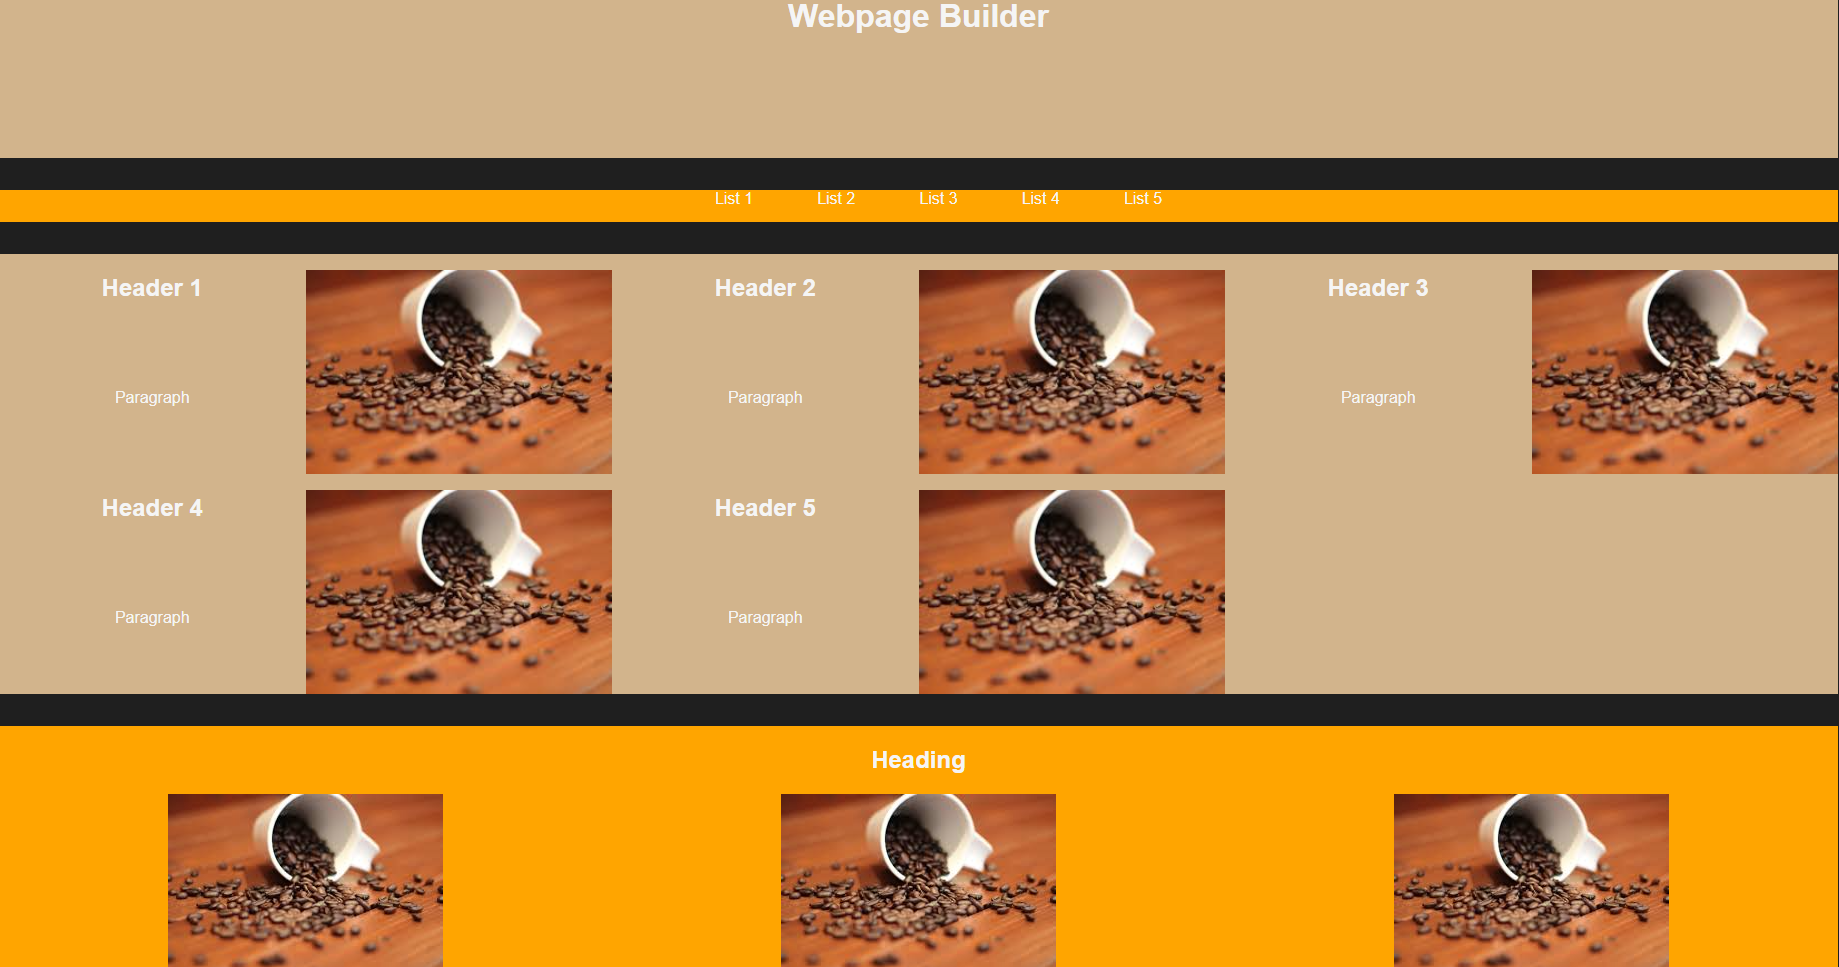 Webpage Builder
List 1 List 2 List 3 List 4 List 5
Header 1 Header 2 Header 3
Paragraph Paragraph Paragraph
Header 4 Header 5
Paragraph Paragraph
Heading